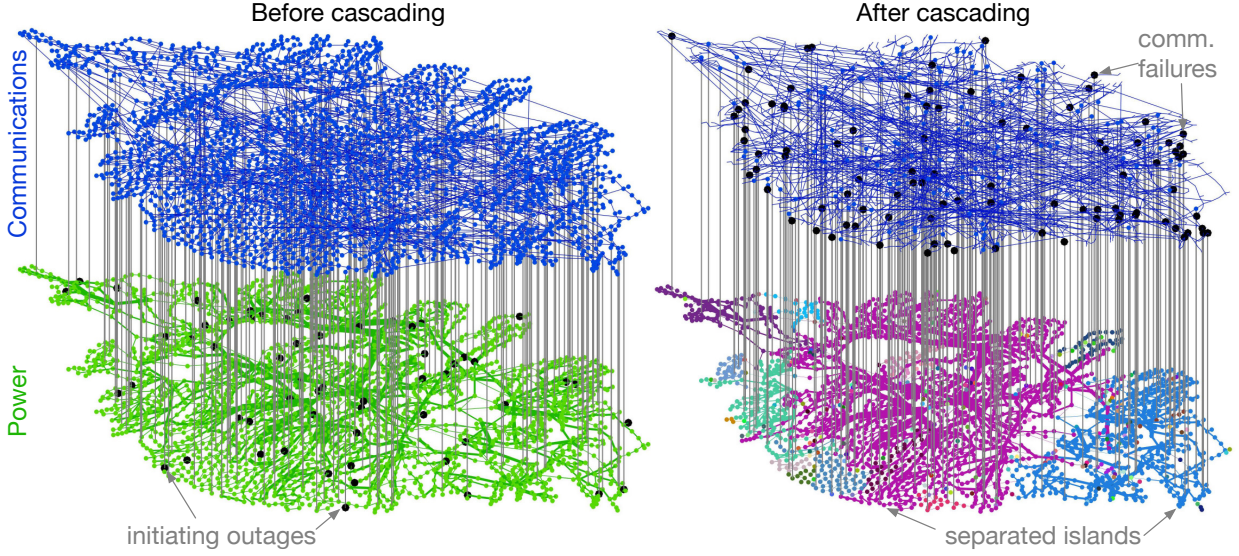 Before cascading
After cascading
Communications
comm.
failures
Power
initiating outages
separated islands